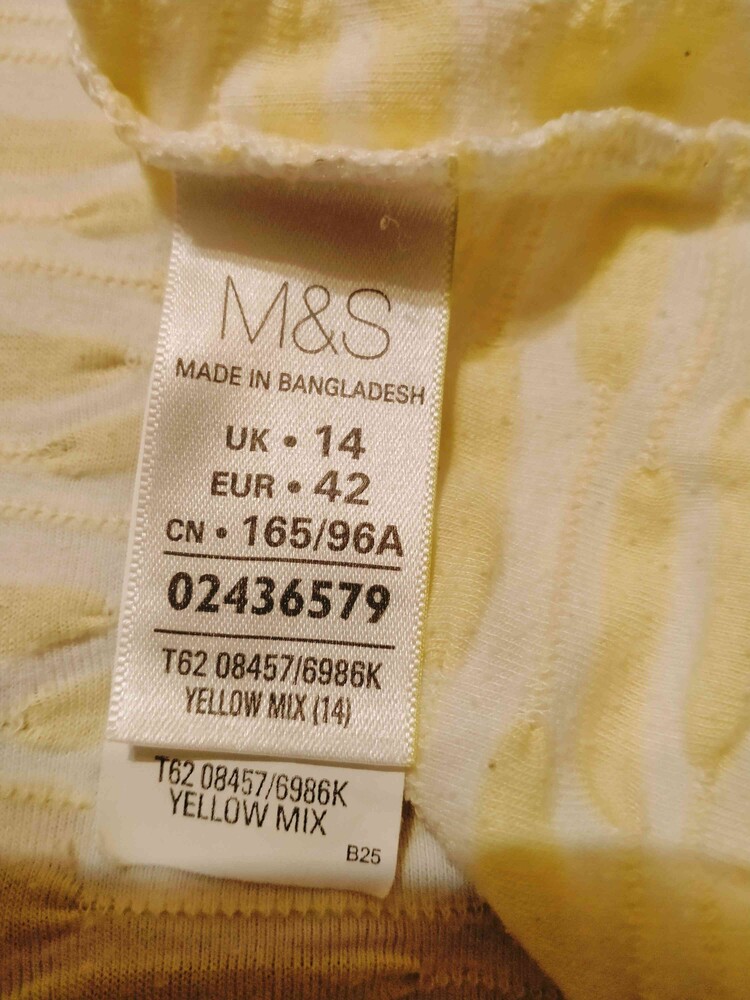 M&S
MADE IN BANGLADESH
UK • 14
EUR • 42
CN • 165/96A
02436579
T62 08457/6986K
YELLOW MIX (14)
T62 08457/6986K
YELLOW MIX
B25